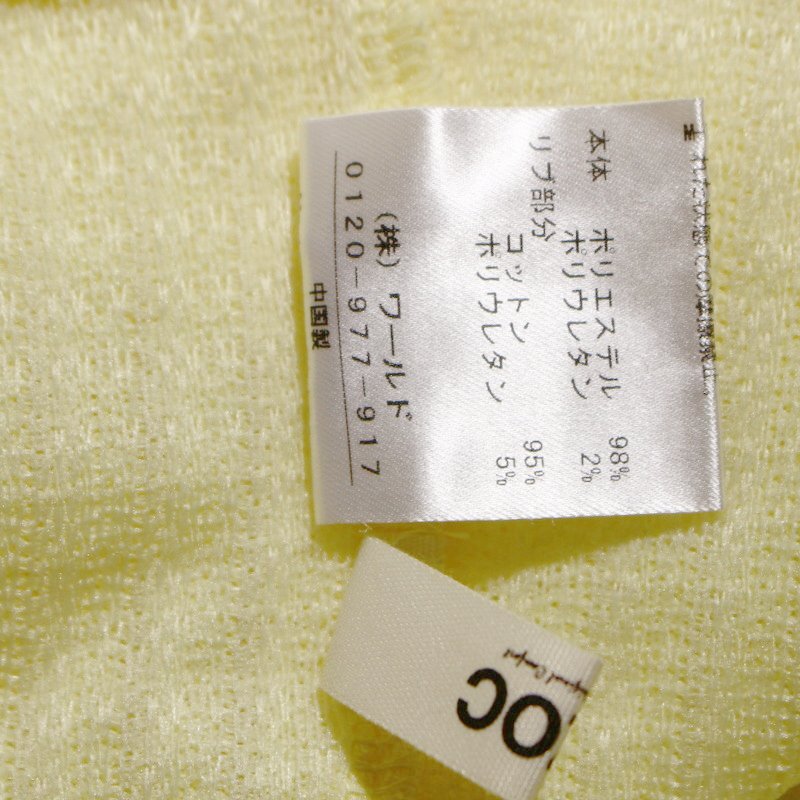 本体 ポリエステル 98%
ポリウレタン 2%
リブ部分
コットン 95%
ポリウレタン 5%
(株) ワールド
0120-977-917
中国製
OC